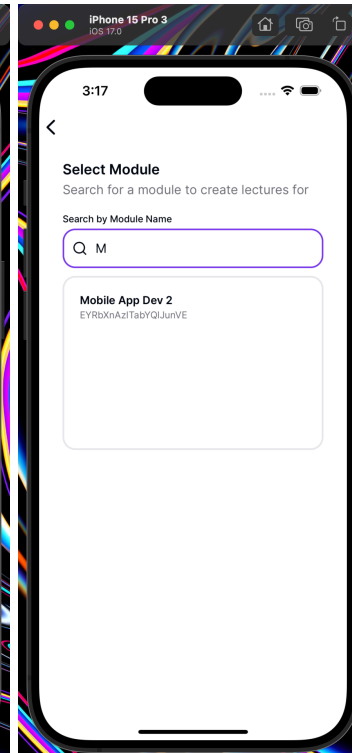 iPhone 15 Pro 3
iOS 17.0
3:17
Select Module
Search for a module to create lectures for
Search by Module Name
M
Mobile App Dev 2
EYRbXnAzlTabYQlJunVE